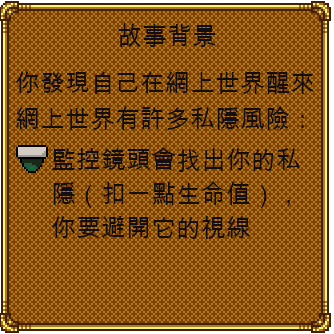 故事背景
你發現自己在網上世界醒來
網上世界有許多私隱風險：
監控鏡頭會找出你的私
隱（扣一點生命值），
你要避開它的視線